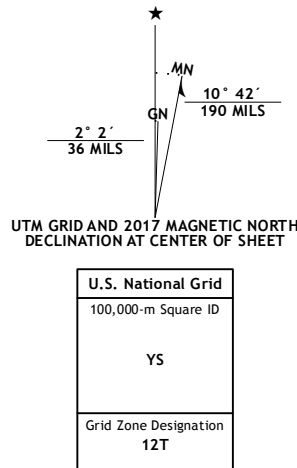 ★
MN
GN
10° 42´
190 MILS
2° 2´
36 MILS
UTM GRID AND 2017 MAGNETIC NORTH
DECLINATION AT CENTER OF SHEET
U.S. National Grid
100,000-m Square ID
YS
Grid Zone Designation
12T